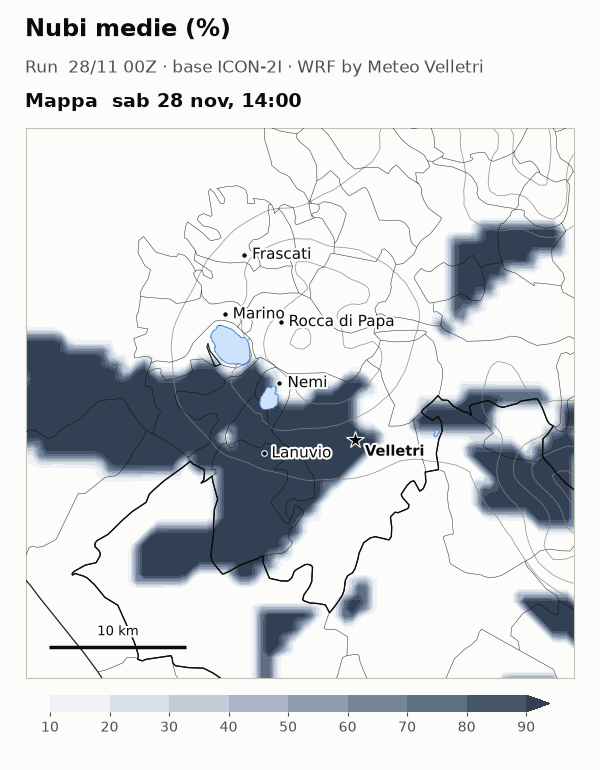 Nubi medie (%)
Run  28/11 00Z · base ICON-2I · WRF by Meteo Velletri
Mappa  sab 28 nov, 14:00
Frascati
Marino
Rocca di Papa
Nemi
Velletri
Lanuvio
10 km
10 20 30 40 50 60 70 80 90